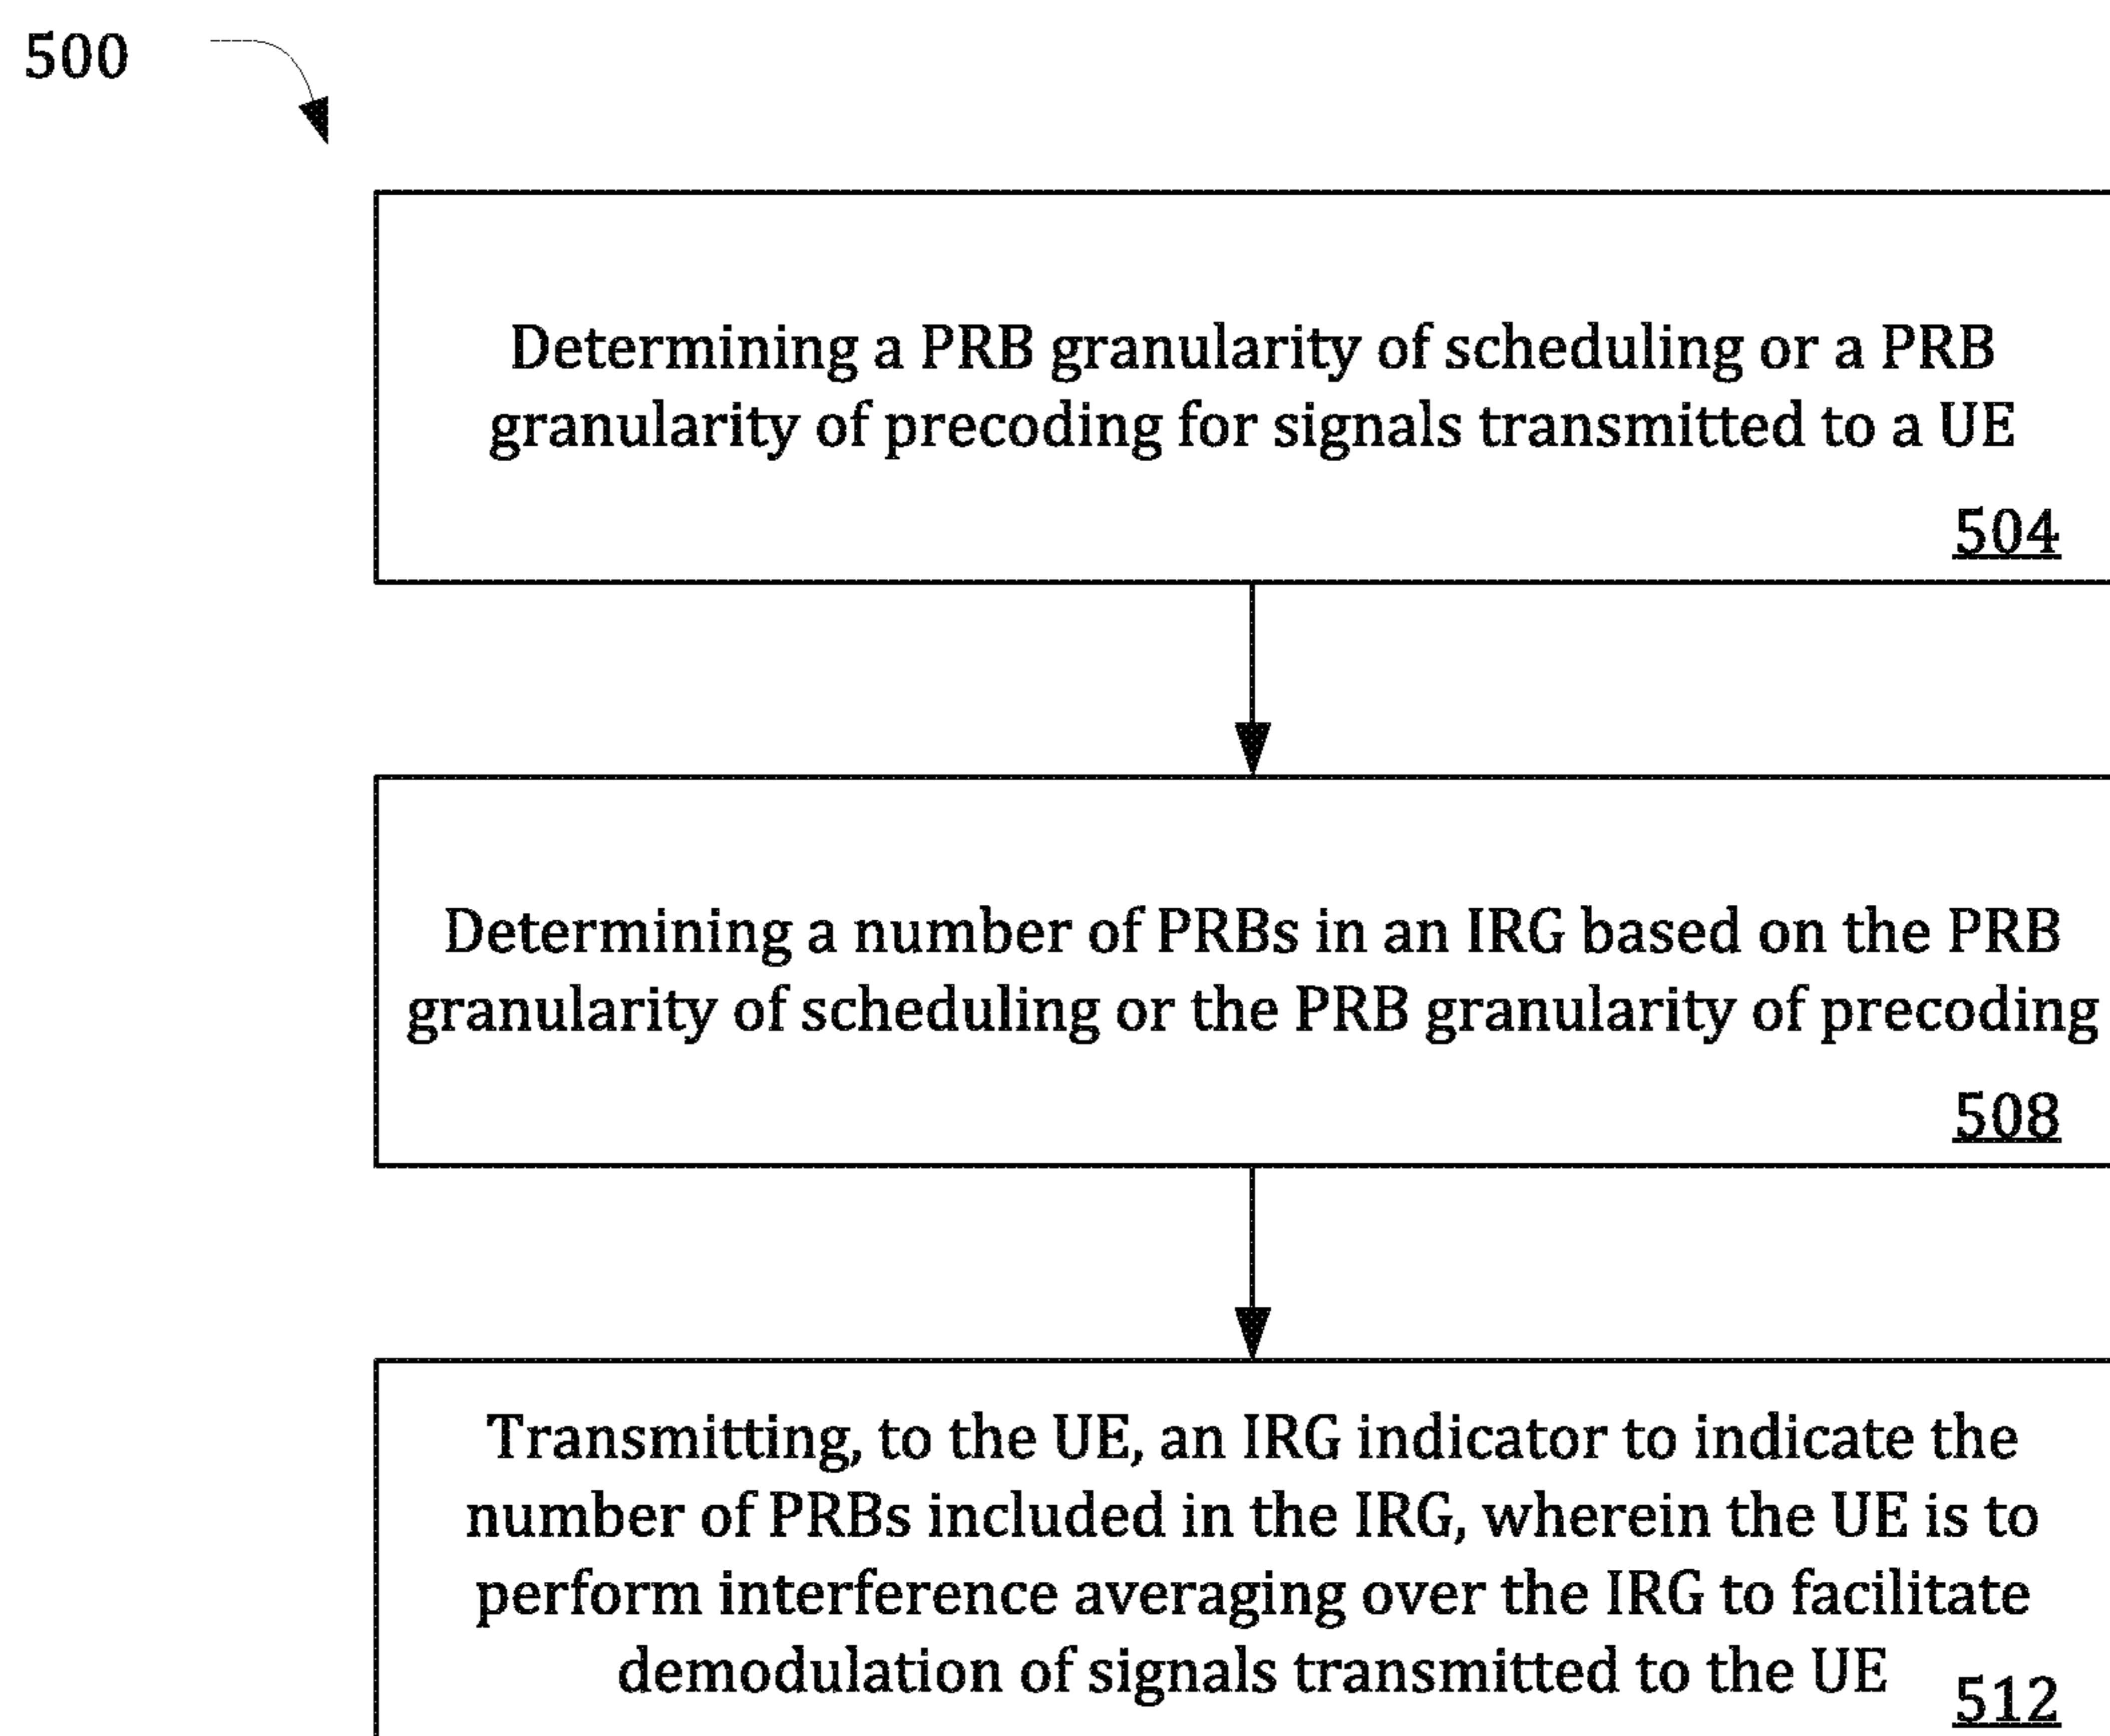 500
Determining a PRB granularity of scheduling or a PRB
granularity of precoding for signals transmitted to a UE
504
Determining a number of PRBs in an IRG based on the PRB
granularity of scheduling or the PRB granularity of precoding
508
Transmitting, to the UE, an IRG indicator to indicate the
number of PRBs included in the IRG, wherein the UE is to
perform interference averaging over the IRG to facilitate
demodulation of signals transmitted to the UE
512